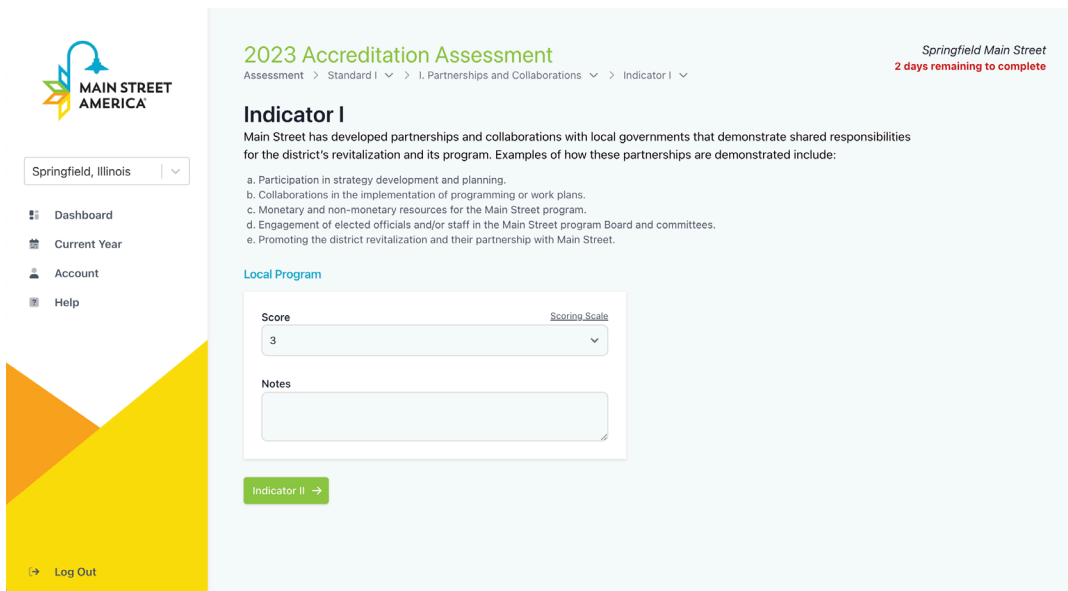 MAIN STREET
AMERICA®
Springfield, Illinois
Dashboard
Current Year
Account
Help
Log Out
2023 Accreditation Assessment
Assessment > Standard I > I. Partnerships and Collaborations > Indicator I
Springfield Main Street
2 days remaining to complete
Indicator I
Main Street has developed partnerships and collaborations with local governments that demonstrate shared responsibilities
for the district's revitalization and its program. Examples of how these partnerships are demonstrated include:
a. Participation in strategy development and planning.
b. Collaborations in the implementation of programming or work plans.
c. Monetary and non-monetary resources for the Main Street program.
d. Engagement of elected officials and/or staff in the Main Street program Board and committees.
e. Promoting the district revitalization and their partnership with Main Street.
Local Program
Score Scoring Scale
3
Notes
Indicator II →